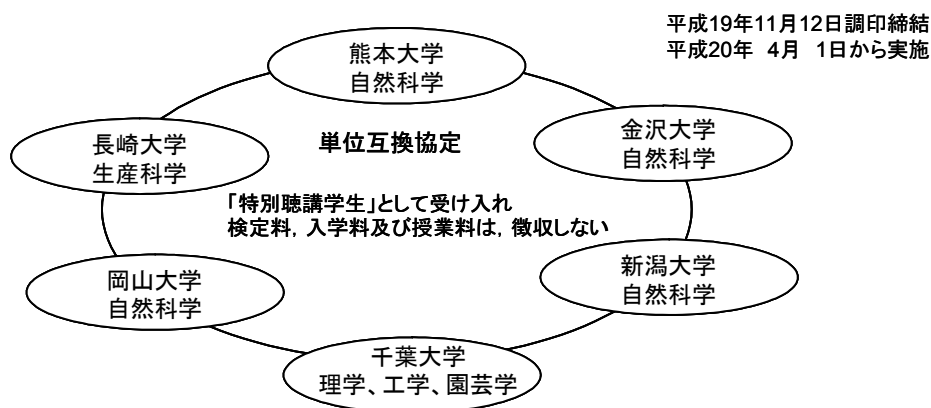 平成19年11月12日調印締結
平成20年 4月 1日から実施
熊本大学
自然科学
長崎大学
生産科学
単位互換協定
金沢大学
自然科学
「特別聴講学生」として受け入れ
検定料，入学料及び授業料は，徴収しない
岡山大学
自然科学
新潟大学
自然科学
千葉大学
理学、工学、園芸学